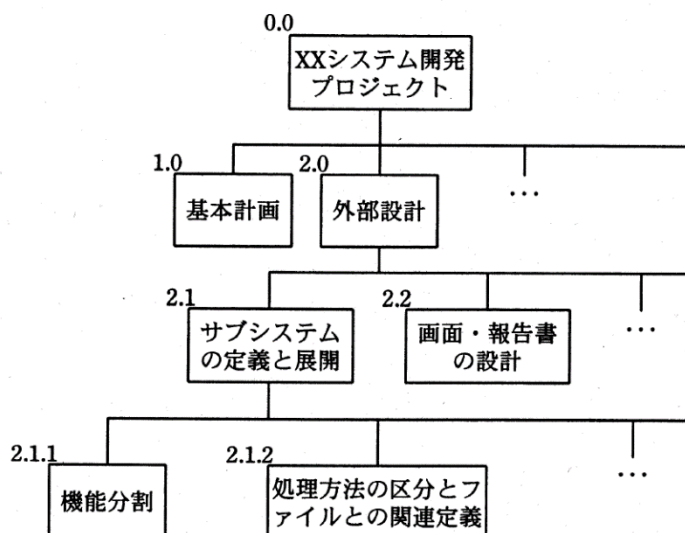 0.0
XXシステム開発
プロジェクト
1.0
基本計画
2.0
外部設計
...
2.1
サブシステム
の定義と展開
2.2
画面・報告書
の設計
...
2.1.1
機能分割
2.1.2
処理方法の区分とフ
ァイルとの関連定義
...